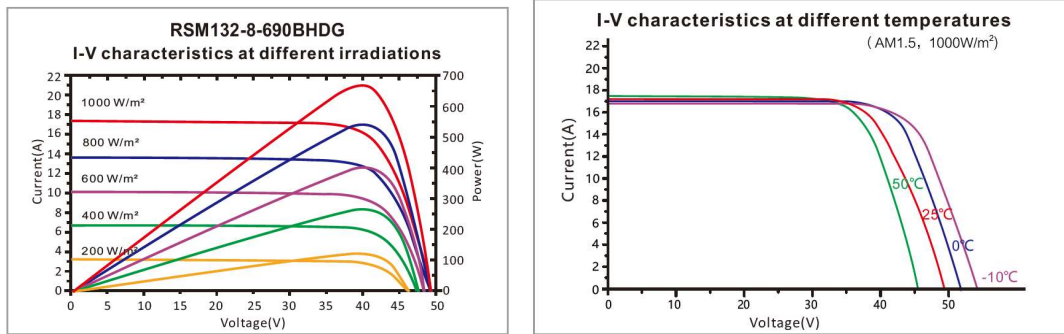 RSM132-8-690BHDG
I-V characteristics at different irradiations
22
20
18
16
14
12
10
8
6
4
2
0
Current(A)
1000 W/m²
800 W/m²
600 W/m²
400 W/m²
200 W/m²
700
600
500
400
300
200
100
0
Power(W)
0 5 10 15 20 25 30 35 40 45 50
Voltage(V)
I-V characteristics at different temperatures
(AM1.5, 1000W/m²)
22
20
18
16
14
12
10
8
6
4
2
0
Current(A)
50℃
25℃
0℃
-10℃
0 10 20 30 40 50
Voltage(V)